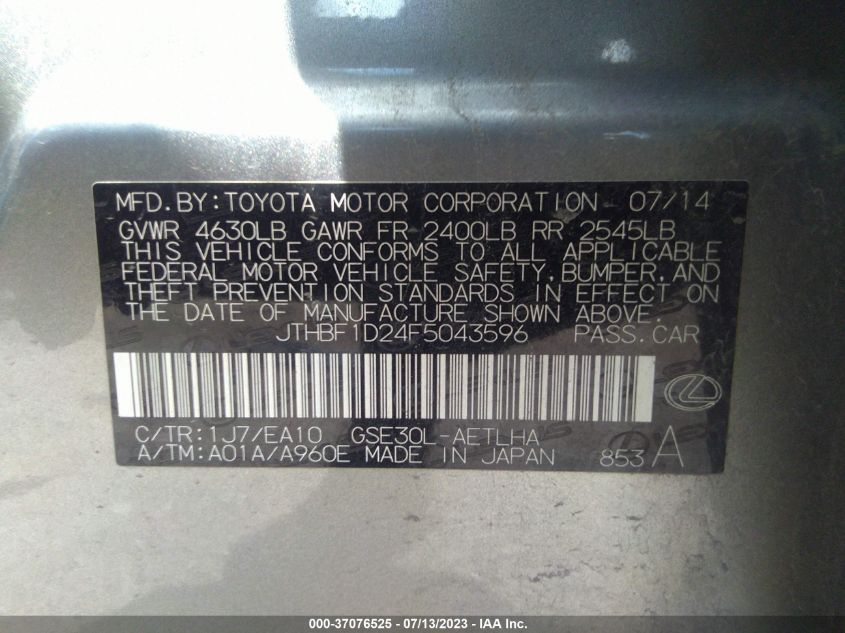 MFD.BY:TOYOTA MOTOR CORPORATION 07/14
GVWR 4630LB GAWR FR 2400LB RR 2545LB
THIS VEHICLE CONFORMS TO ALL APPLICABLE
FEDERAL MOTOR VEHICLE SAFETY,BUMPER,AND
THEFT PREVENTION STANDARDS IN EFFECT ON
THE DATE OF MANUFACTURE SHOWN ABOVE.
JTHBF1D24F5043596 PASS.CAR
C/TR:1J7/EA10 GSE30L-AETLHA
A/TM:A01A/A960E MADE IN JAPAN 853 A
000-37076525 - 07/13/2023 - IAA Inc.